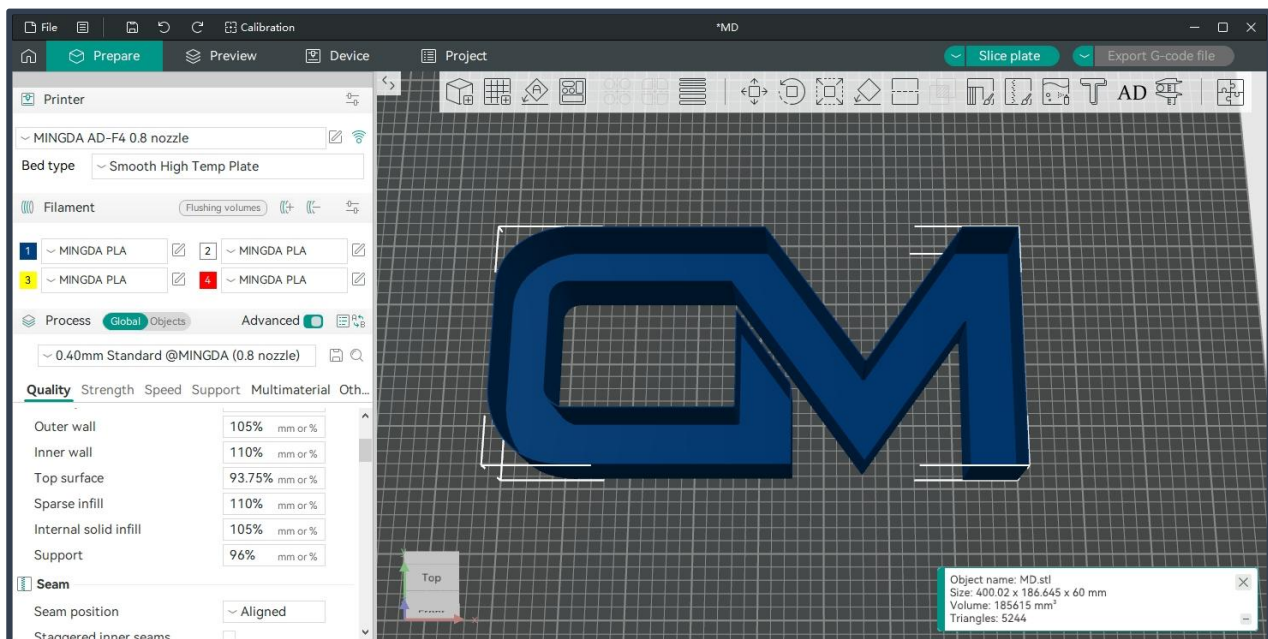 File
Calibration
*MD
Prepare
Preview
Device
Project
Slice plate
Export G-code file
Printer
MINGDA AD-F4 0.8 nozzle
Bed type
Smooth High Temp Plate
Filament
Flushing volumes
1 MINGDA PLA 2 MINGDA PLA
3 MINGDA PLA 4 MINGDA PLA
Process Global Objects Advanced
0.40mm Standard @MINGDA (0.8 nozzle)
Quality Strength Speed Support Multimaterial Oth...
Outer wall 105% mm or %
Inner wall 110% mm or %
Top surface 93.75% mm or %
Sparse infill 110% mm or %
Internal solid infill 105% mm or %
Support 96% mm or %
Seam
Seam position Aligned
Staggered inner seams
AD
Top
Object name: MD.stl
Size: 400.02 x 186.645 x 60 mm
Volume: 185615 mm³
Triangles: 5244